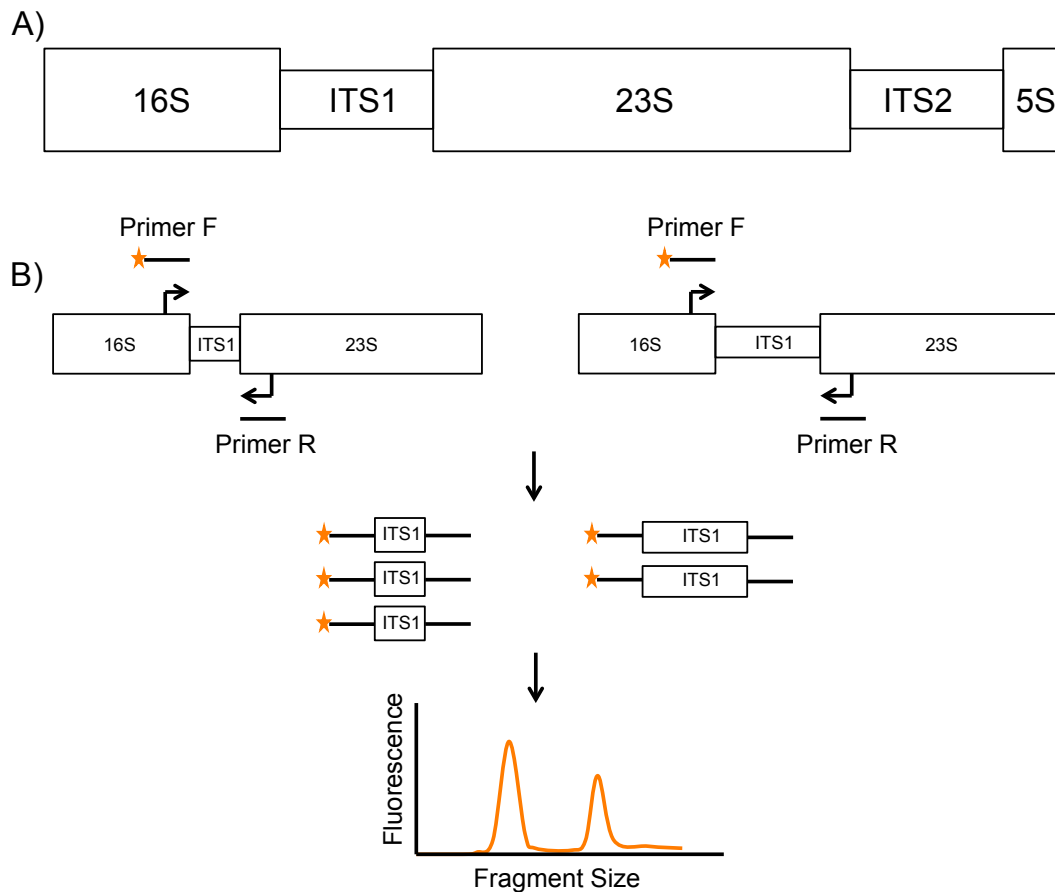 A)
16S ITS1 23S ITS2 5S
Primer F Primer F
B)
16S ITS1 23S 16S ITS1 23S
Primer R Primer R
ITS1 ITS1
ITS1 ITS1
ITS1
Fluorescence
Fragment Size